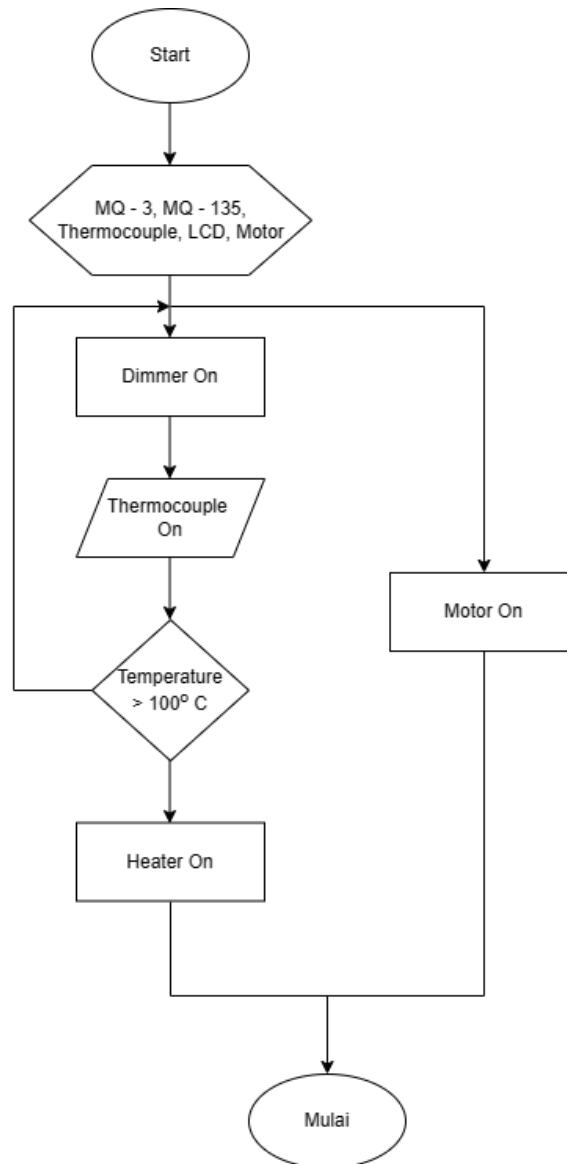 Start
MQ - 3, MQ - 135,
Thermocouple, LCD, Motor
Dimmer On
Thermocouple
On
Motor On
Temperature
> 100° C
Heater On
Mulai